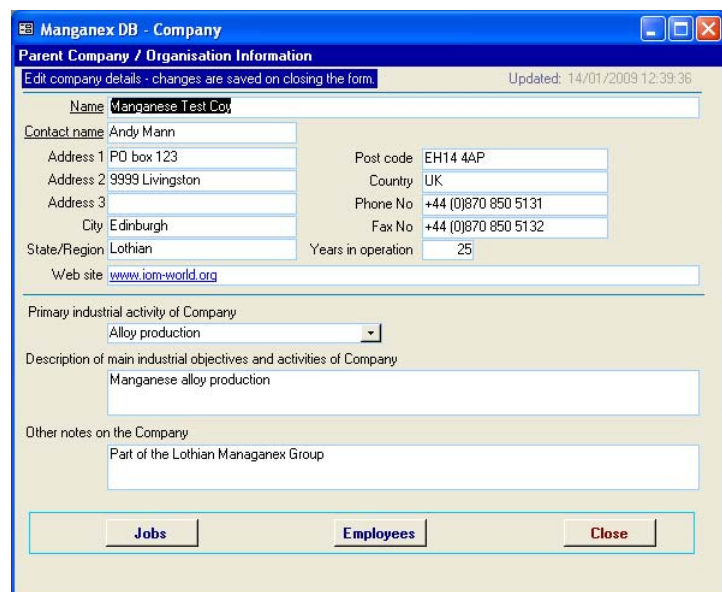 Manganex DB - Company
Parent Company / Organisation Information
Edit company details - changes are saved on closing the form. Updated: 14/01/2009 12:39:36
Name Manganese Test Coy
Contact name Andy Mann
Address 1 PO box 123 Post code EH14 4AP
Address 2 9999 Livingston Country UK
Address 3 Phone No +44 (0)870 850 5131
City Edinburgh Fax No +44 (0)870 850 5132
State/Region Lothian Years in operation 25
Web site www.iom-world.org
Primary industrial activity of Company
Alloy production
Description of main industrial objectives and activities of Company
Manganese alloy production
Other notes on the Company
Part of the Lothian Managanex Group
Jobs Employees Close